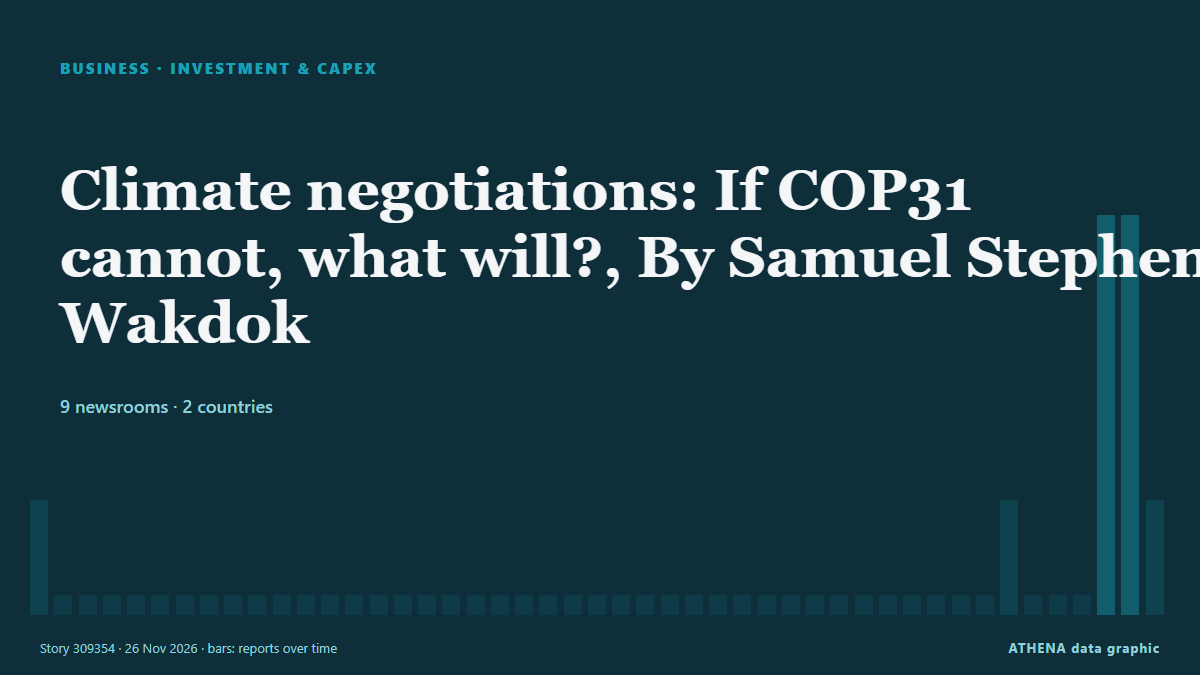 BUSINESS · INVESTMENT & CAPEX
Climate negotiations: If COP31
cannot, what will?, By Samuel Stephen
Wakdok
9 newsrooms · 2 countries
Story 309354 · 26 Nov 2026 · bars: reports over time
ATHENA data graphic